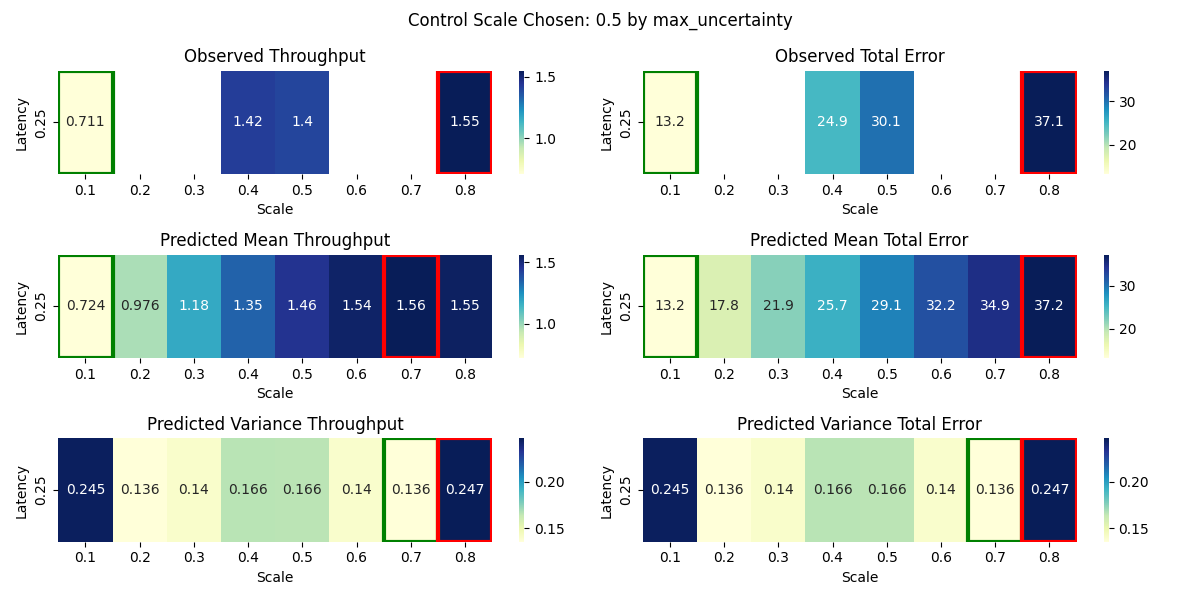 Control Scale Chosen: 0.5 by max_uncertainty
Observed Throughput
Latency
0.25
0.711
1.42
1.4
1.55
0.1 0.2 0.3 0.4 0.5 0.6 0.7 0.8
Scale
1.5
1.0
Observed Total Error
Latency
0.25
13.2
24.9
30.1
37.1
0.1 0.2 0.3 0.4 0.5 0.6 0.7 0.8
Scale
30
20
Predicted Mean Throughput
Latency
0.25
0.724 0.976 1.18 1.35 1.46 1.54 1.56 1.55
0.1 0.2 0.3 0.4 0.5 0.6 0.7 0.8
Scale
1.5
1.0
Predicted Mean Total Error
Latency
0.25
13.2 17.8 21.9 25.7 29.1 32.2 34.9 37.2
0.1 0.2 0.3 0.4 0.5 0.6 0.7 0.8
Scale
30
20
Predicted Variance Throughput
Latency
0.25
0.245 0.136 0.14 0.166 0.166 0.14 0.136 0.247
0.1 0.2 0.3 0.4 0.5 0.6 0.7 0.8
Scale
0.20
0.15
Predicted Variance Total Error
Latency
0.25
0.245 0.136 0.14 0.166 0.166 0.14 0.136 0.247
0.1 0.2 0.3 0.4 0.5 0.6 0.7 0.8
Scale
0.20
0.15